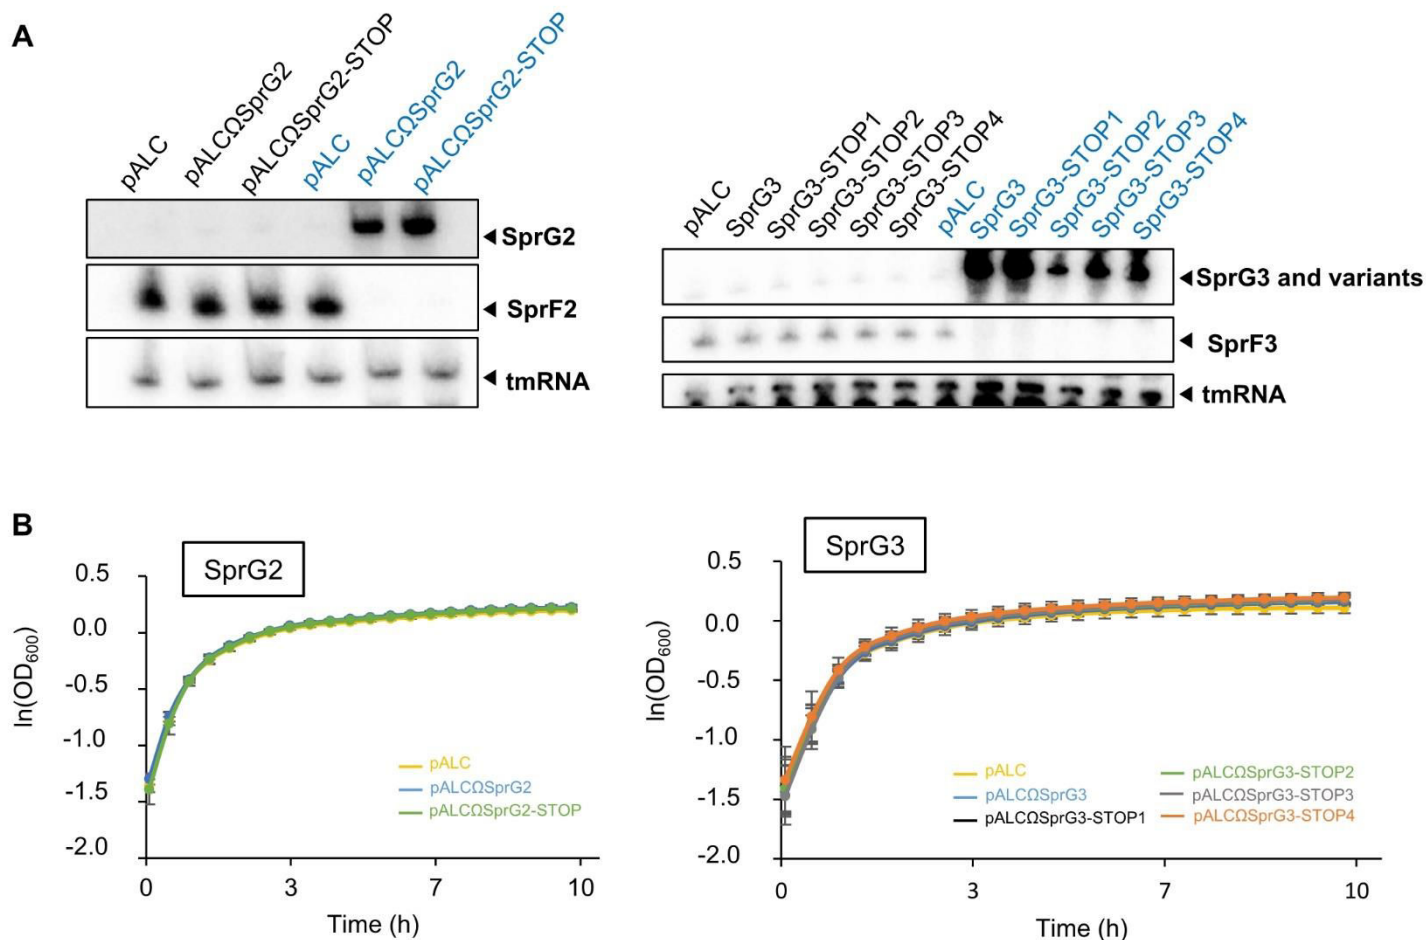 A
pALC
pALCΩSprG2
pALCΩSprG2-STOP
pALC
pALCΩSprG2
pALCΩSprG2-STOP
SprG2
SprF2
tmRNA
pALC
SprG3
SprG3-STOP1
SprG3-STOP2
SprG3-STOP3
SprG3-STOP4
pALC
SprG3
SprG3-STOP1
SprG3-STOP2
SprG3-STOP3
SprG3-STOP4
SprG3 and variants
SprF3
tmRNA
B
SprG2
ln(OD600)
0.5
0.0
-0.5
-1.0
-1.5
-2.0
0 3 7 10
Time (h)
pALC
pALCΩSprG2
pALCΩSprG2-STOP
SprG3
ln(OD600)
0.5
0.0
-0.5
-1.0
-1.5
-2.0
0 3 7 10
Time (h)
pALC
pALCΩSprG3
pALCΩSprG3-STOP1
pALCΩSprG3-STOP2
pALCΩSprG3-STOP3
pALCΩSprG3-STOP4